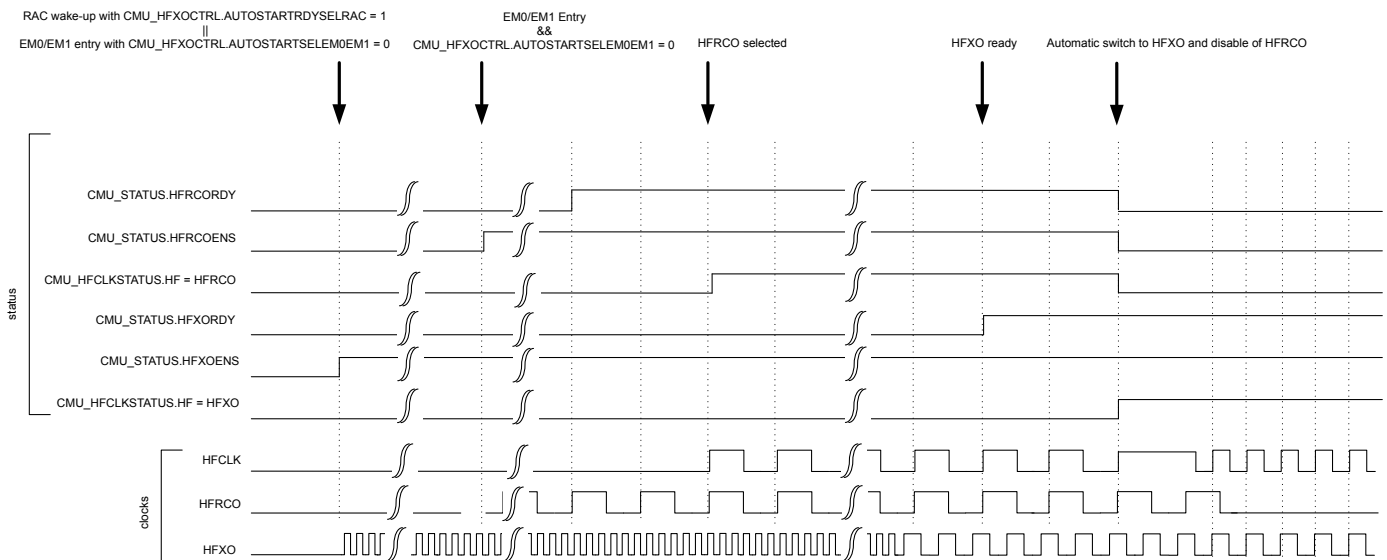 RAC wake-up with CMU_HFXOCTRL.AUTOSTARTRDYSELRAC = 1
||
EM0/EM1 entry with CMU_HFXOCTRL.AUTOSTARTSELEM0EM1 = 0
EM0/EM1 Entry
&&
CMU_HFXOCTRL.AUTOSTARTSELEM0EM1 = 0
HFRCO selected
HFXO ready
Automatic switch to HFXO and disable of HFRCO
status
CMU_STATUS.HFRCORDY
CMU_STATUS.HFRCOENS
CMU_HFCLKSTATUS.HF = HFRCO
CMU_STATUS.HFXORDY
CMU_STATUS.HFXOENS
CMU_HFCLKSTATUS.HF = HFXO
clocks
HFCLK
HFRCO
HFXO